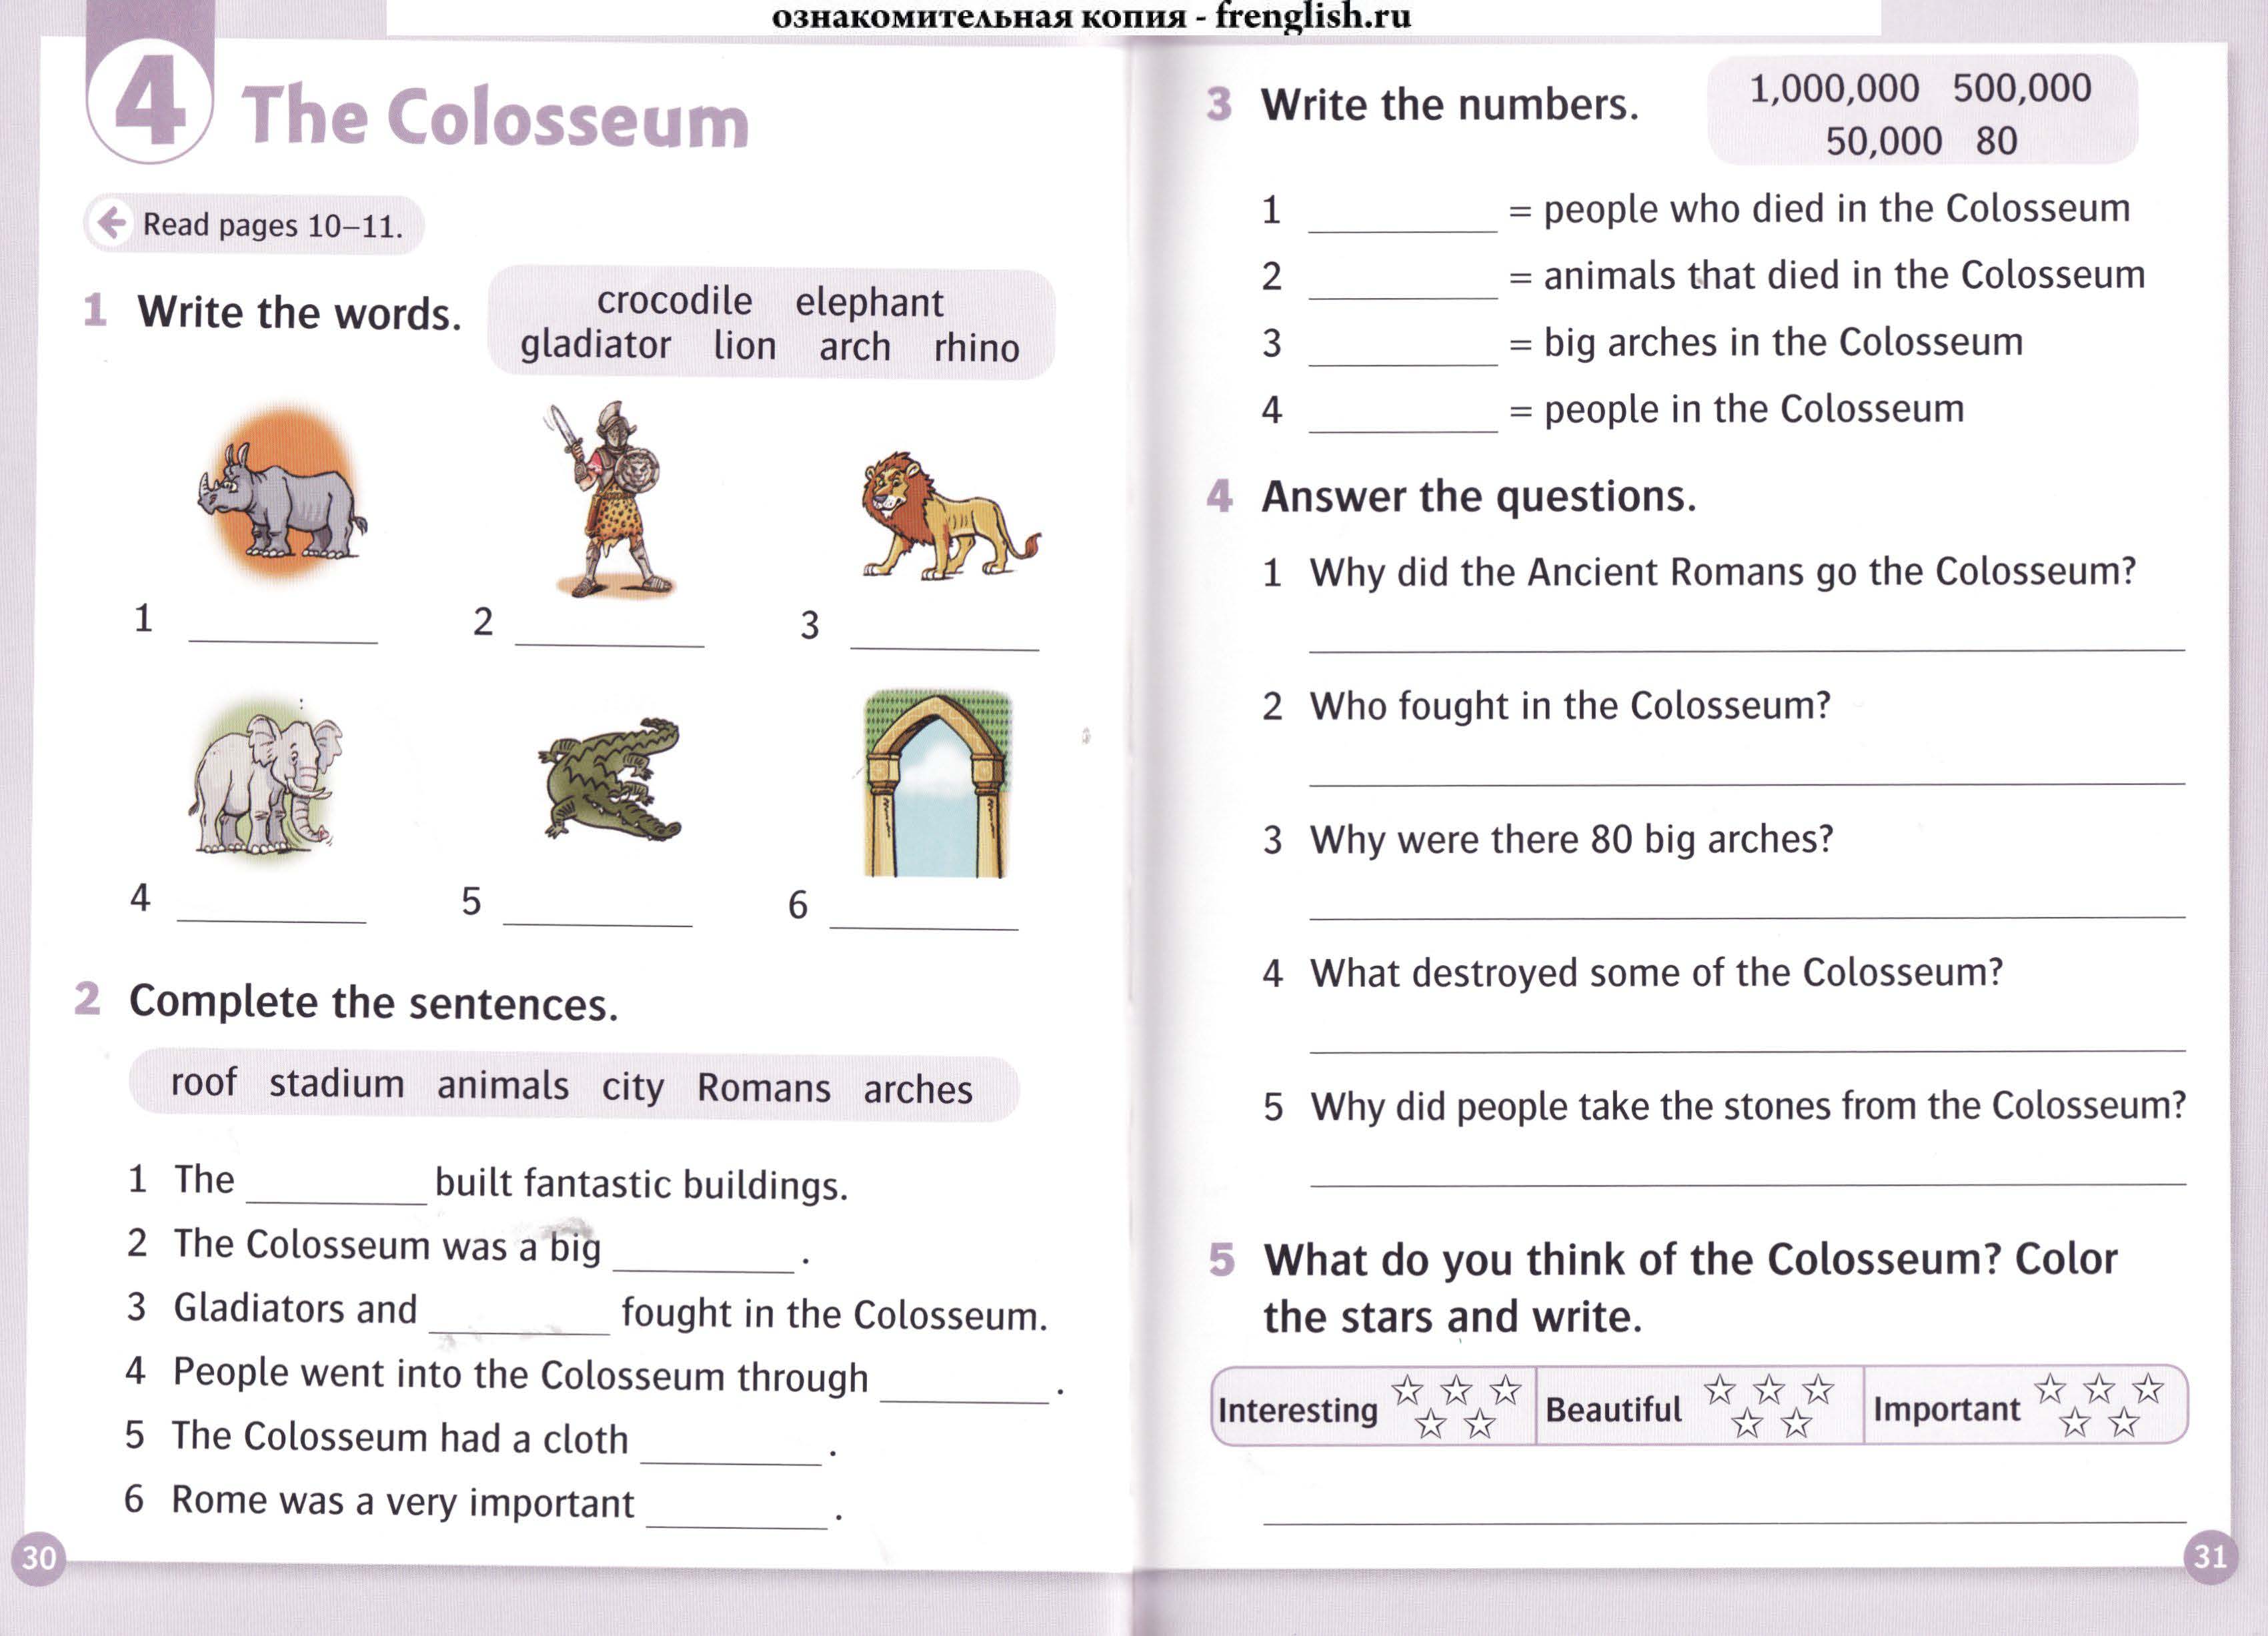 ознакомительная копия - frenglish.ru
4 The Colosseum
Read pages 10–11.
1 Write the words.
crocodile elephant
gladiator lion arch rhino
1 2 3
4 5 6
2 Complete the sentences.
roof stadium animals city Romans arches
1 The built fantastic buildings.
2 The Colosseum was a big .
3 Gladiators and fought in the Colosseum.
4 People went into the Colosseum through .
5 The Colosseum had a cloth .
6 Rome was a very important .
30
3 Write the numbers.
1,000,000 500,000
50,000 80
1 = people who died in the Colosseum
2 = animals that died in the Colosseum
3 = big arches in the Colosseum
4 = people in the Colosseum
4 Answer the questions.
1 Why did the Ancient Romans go the Colosseum?
2 Who fought in the Colosseum?
3 Why were there 80 big arches?
4 What destroyed some of the Colosseum?
5 Why did people take the stones from the Colosseum?
5 What do you think of the Colosseum? Color
the stars and write.
Interesting Beautiful Important
31